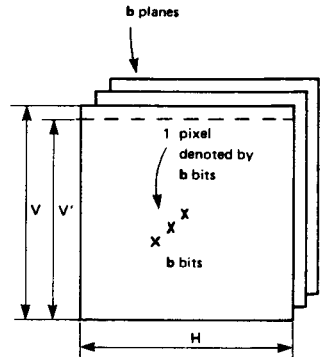 b planes
1 pixel
denoted by
b bits
V
V'
X
X
X
b bits
H